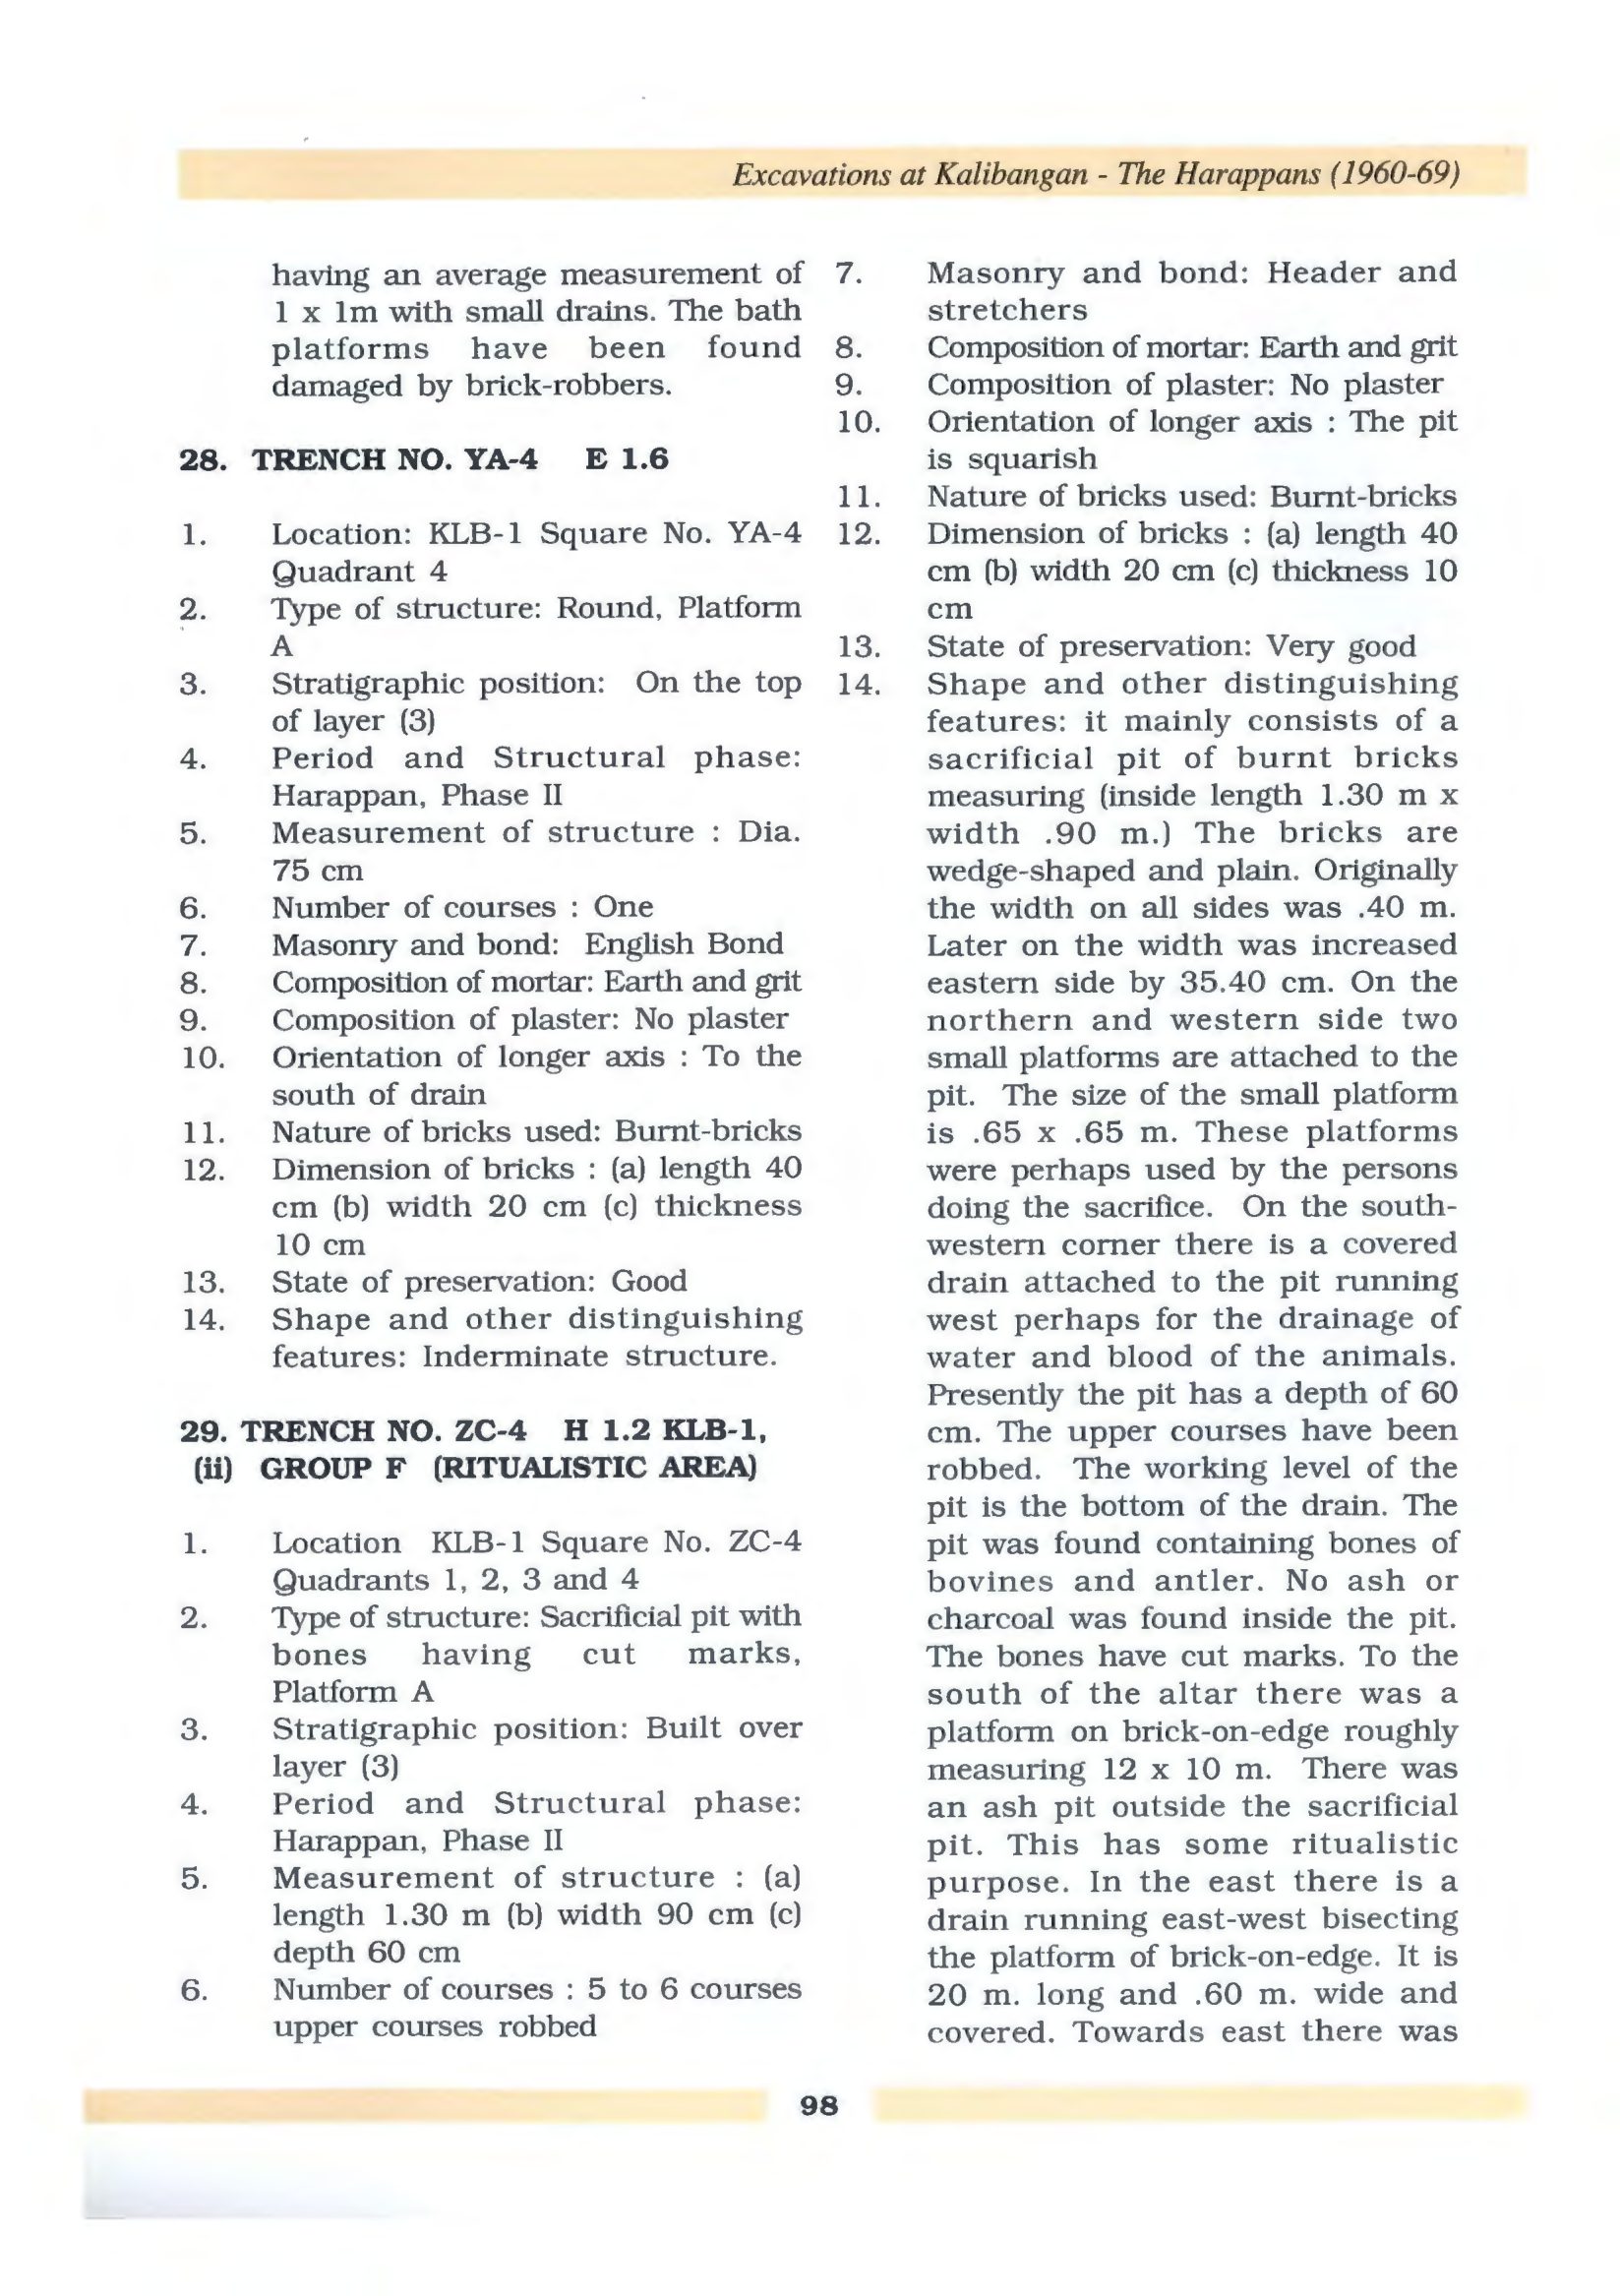 Excavations at Kalibangan - The Harappans (1960-69)
having an average measurement of
1 x 1m with small drains. The bath
platforms have been found
damaged by brick-robbers.
28. TRENCH NO. YA-4 E 1.6
1. Location: KLB-1 Square No. YA-4
Quadrant 4
2. Type of structure: Round, Platform
A
3. Stratigraphic position: On the top
of layer (3)
4. Period and Structural phase:
Harappan, Phase II
5. Measurement of structure : Dia.
75 cm
6. Number of courses : One
7. Masonry and bond: English Bond
8. Composition of mortar: Earth and grit
9. Composition of plaster: No plaster
10. Orientation of longer axis : To the
south of drain
11. Nature of bricks used: Burnt-bricks
12. Dimension of bricks : (a) length 40
cm (b) width 20 cm (c) thickness
10 cm
13. State of preservation: Good
14. Shape and other distinguishing
features: Inderminate structure.
29. TRENCH NO. ZC-4 H 1.2 KLB-1,
(ii) GROUP F (RITUALISTIC AREA)
1. Location KLB-1 Square No. ZC-4
Quadrants 1, 2, 3 and 4
2. Type of structure: Sacrificial pit with
bones having cut marks,
Platform A
3. Stratigraphic position: Built over
layer (3)
4. Period and Structural phase:
Harappan, Phase II
5. Measurement of structure : (a)
length 1.30 m (b) width 90 cm (c)
depth 60 cm
6. Number of courses : 5 to 6 courses
upper courses robbed
7. Masonry and bond: Header and
stretchers
8. Composition of mortar: Earth and grit
9. Composition of plaster: No plaster
10. Orientation of longer axis : The pit
is squarish
11. Nature of bricks used: Burnt-bricks
12. Dimension of bricks : (a) length 40
cm (b) width 20 cm (c) thickness 10
cm
13. State of preservation: Very good
14. Shape and other distinguishing
features: it mainly consists of a
sacrificial pit of burnt bricks
measuring (inside length 1.30 m x
width .90 m.) The bricks are
wedge-shaped and plain. Originally
the width on all sides was .40 m.
Later on the width was increased
eastern side by 35.40 cm. On the
northern and western side two
small platforms are attached to the
pit. The size of the small platform
is .65 x .65 m. These platforms
were perhaps used by the persons
doing the sacrifice. On the south-
western corner there is a covered
drain attached to the pit running
west perhaps for the drainage of
water and blood of the animals.
Presently the pit has a depth of 60
cm. The upper courses have been
robbed. The working level of the
pit is the bottom of the drain. The
pit was found containing bones of
bovines and antler. No ash or
charcoal was found inside the pit.
The bones have cut marks. To the
south of the altar there was a
platform on brick-on-edge roughly
measuring 12 x 10 m. There was
an ash pit outside the sacrificial
pit. This has some ritualistic
purpose. In the east there is a
drain running east-west bisecting
the platform of brick-on-edge. It is
20 m. long and .60 m. wide and
covered. Towards east there was
98